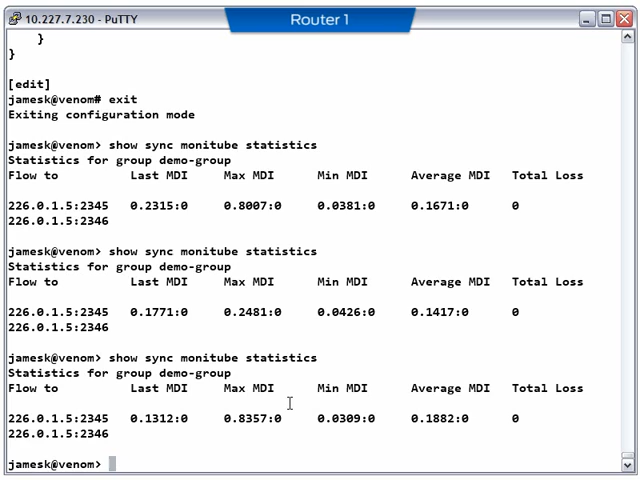 10.227.7.230 - PuTTY
Router 1
}
}
[edit]
jamesk@venom# exit
Exiting configuration mode
jamesk@venom> show sync monitube statistics
Statistics for group demo-group
Flow to Last MDI Max MDI Min MDI Average MDI Total Loss
226.0.1.5:2345 0.2315:0 0.8007:0 0.0381:0 0.1671:0 0
226.0.1.5:2346
jamesk@venom> show sync monitube statistics
Statistics for group demo-group
Flow to Last MDI Max MDI Min MDI Average MDI Total Loss
226.0.1.5:2345 0.1771:0 0.2481:0 0.0426:0 0.1417:0 0
226.0.1.5:2346
jamesk@venom> show sync monitube statistics
Statistics for group demo-group
Flow to Last MDI Max MDI Min MDI Average MDI Total Loss
226.0.1.5:2345 0.1312:0 0.8357:0 0.0309:0 0.1882:0 0
226.0.1.5:2346
jamesk@venom>